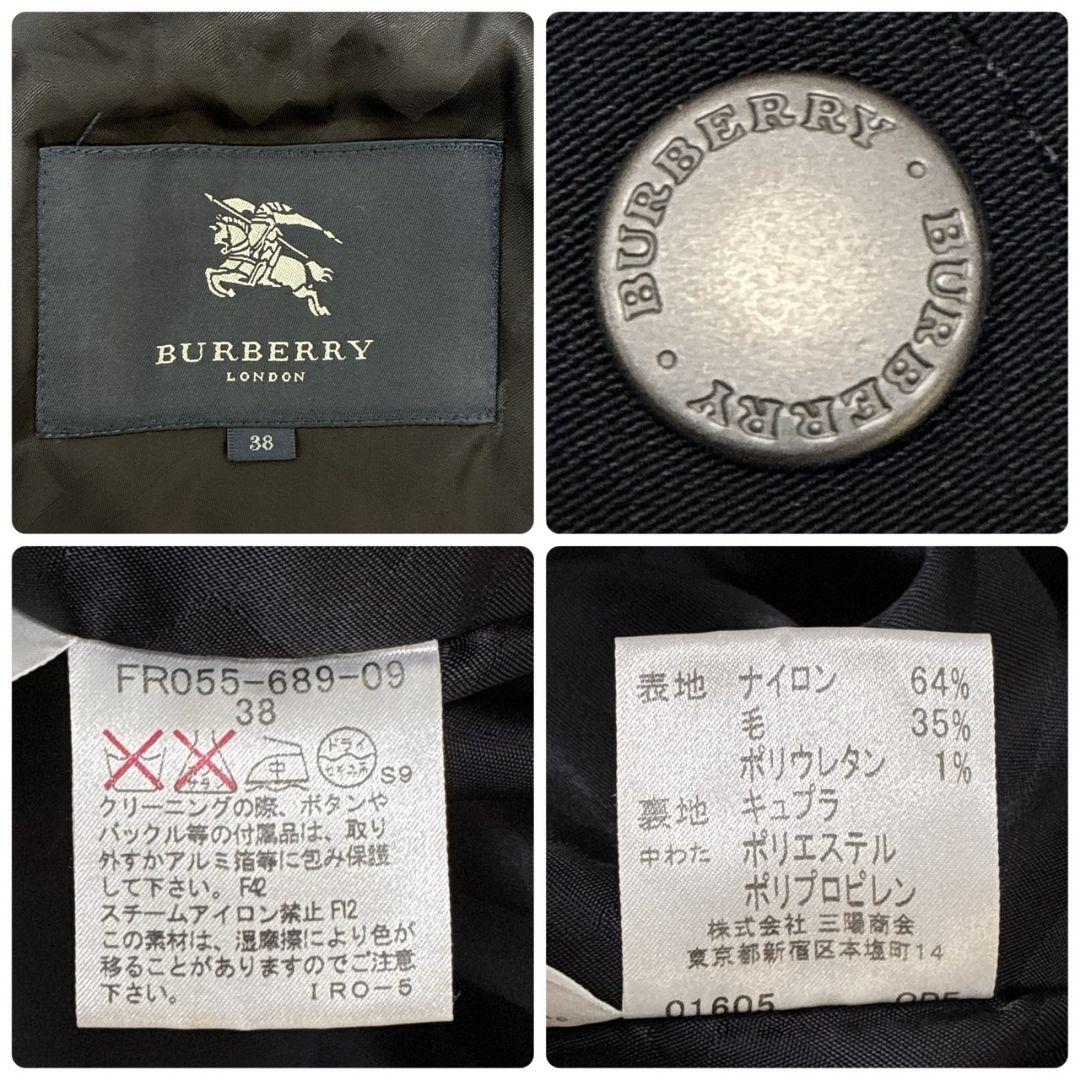 BURBERRY
LONDON
38
BURBERRY · BURBERRY ·
FR055-689-09
38
ドライ
セキユ系
S9
クリーニングの際、ボタンや
バックル等の付属品は、取り
外すかアルミ箔等に包み保護
して下さい。F42
スチームアイロン禁止 F12
この素材は、湿摩擦により色が
移ることがありますのでご注意
下さい。 IRO-5
表地 ナイロン 64%
毛 35%
ポリウレタン 1%
裏地 キュプラ
中わた ポリエステル
ポリプロピレン
株式会社 三陽商会
東京都新宿区本塩町14
01605